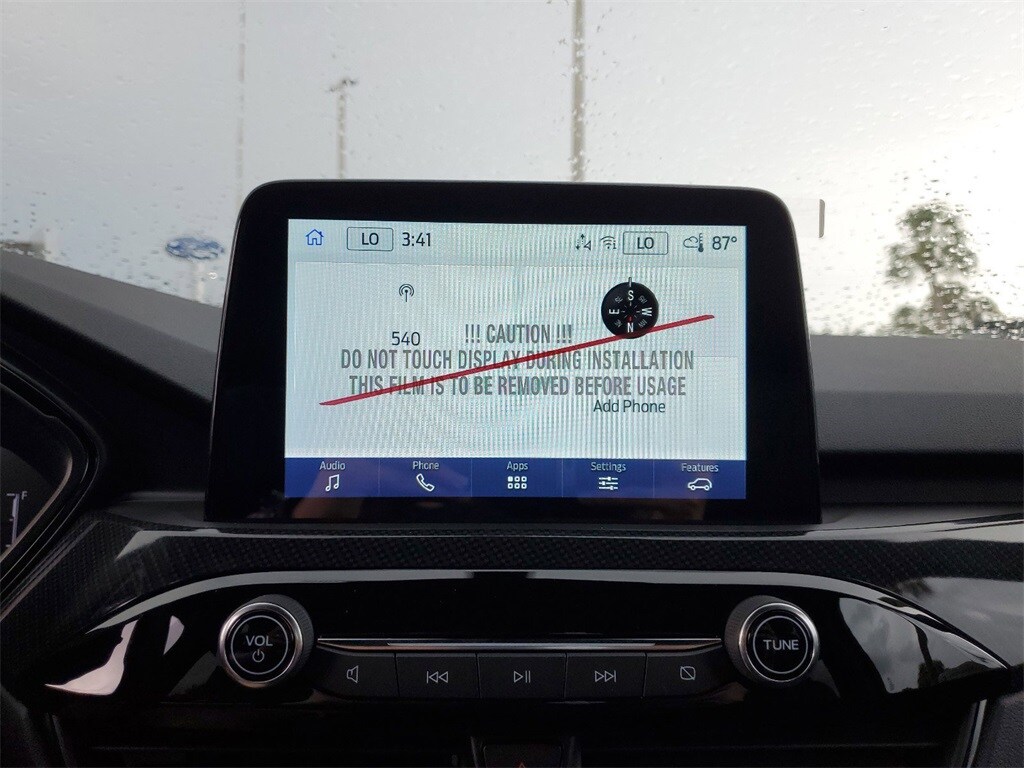 LO 3:41 LO 87°
540
S
E W
N
!!! CAUTION !!!
DO NOT TOUCH DISPLAY DURING INSTALLATION
THIS FILM IS TO BE REMOVED BEFORE USAGE
Add Phone
Audio Phone Apps Settings Features
F
VOL
TUNE